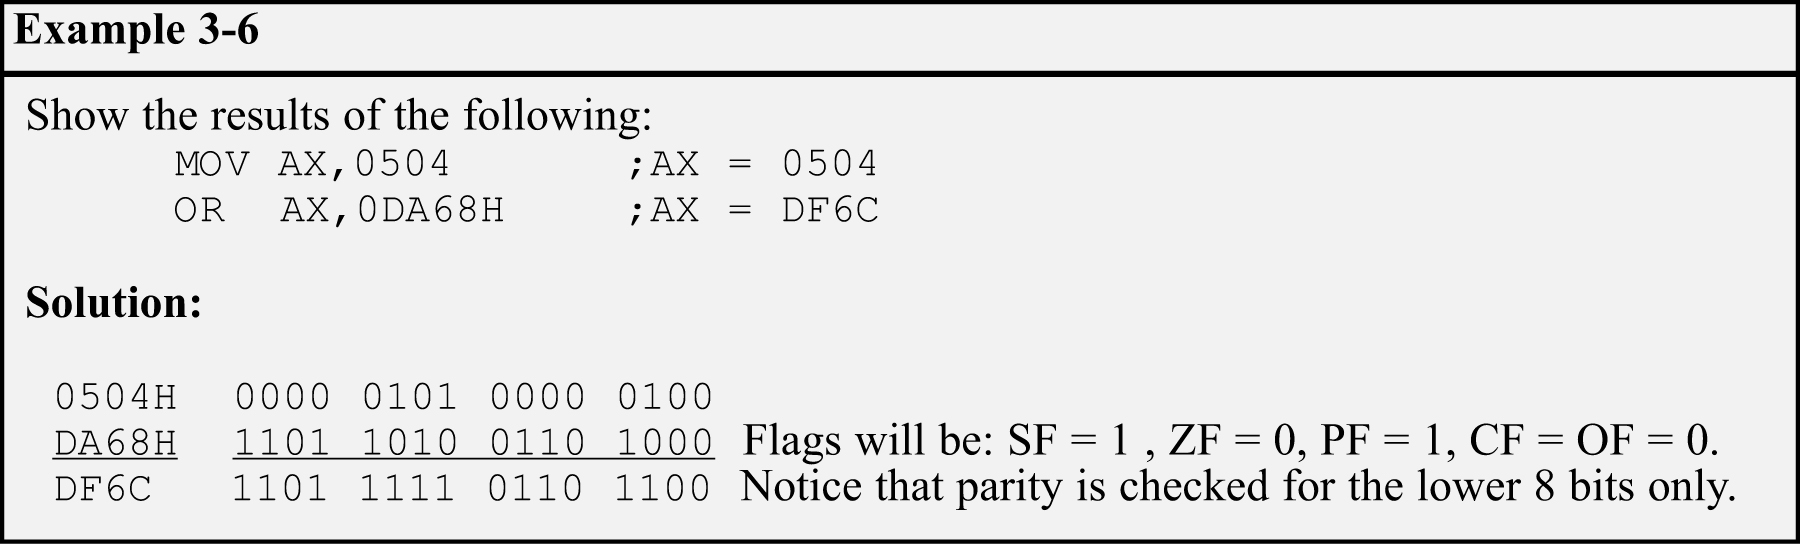 Example 3-6
Show the results of the following:
MOV AX,0504 ;AX = 0504
OR AX,0DA68H ;AX = DF6C
Solution:
0504H 0000 0101 0000 0100
DA68H 1101 1010 0110 1000 Flags will be: SF = 1 , ZF = 0, PF = 1, CF = OF = 0.
DF6C 1101 1111 0110 1100 Notice that parity is checked for the lower 8 bits only.